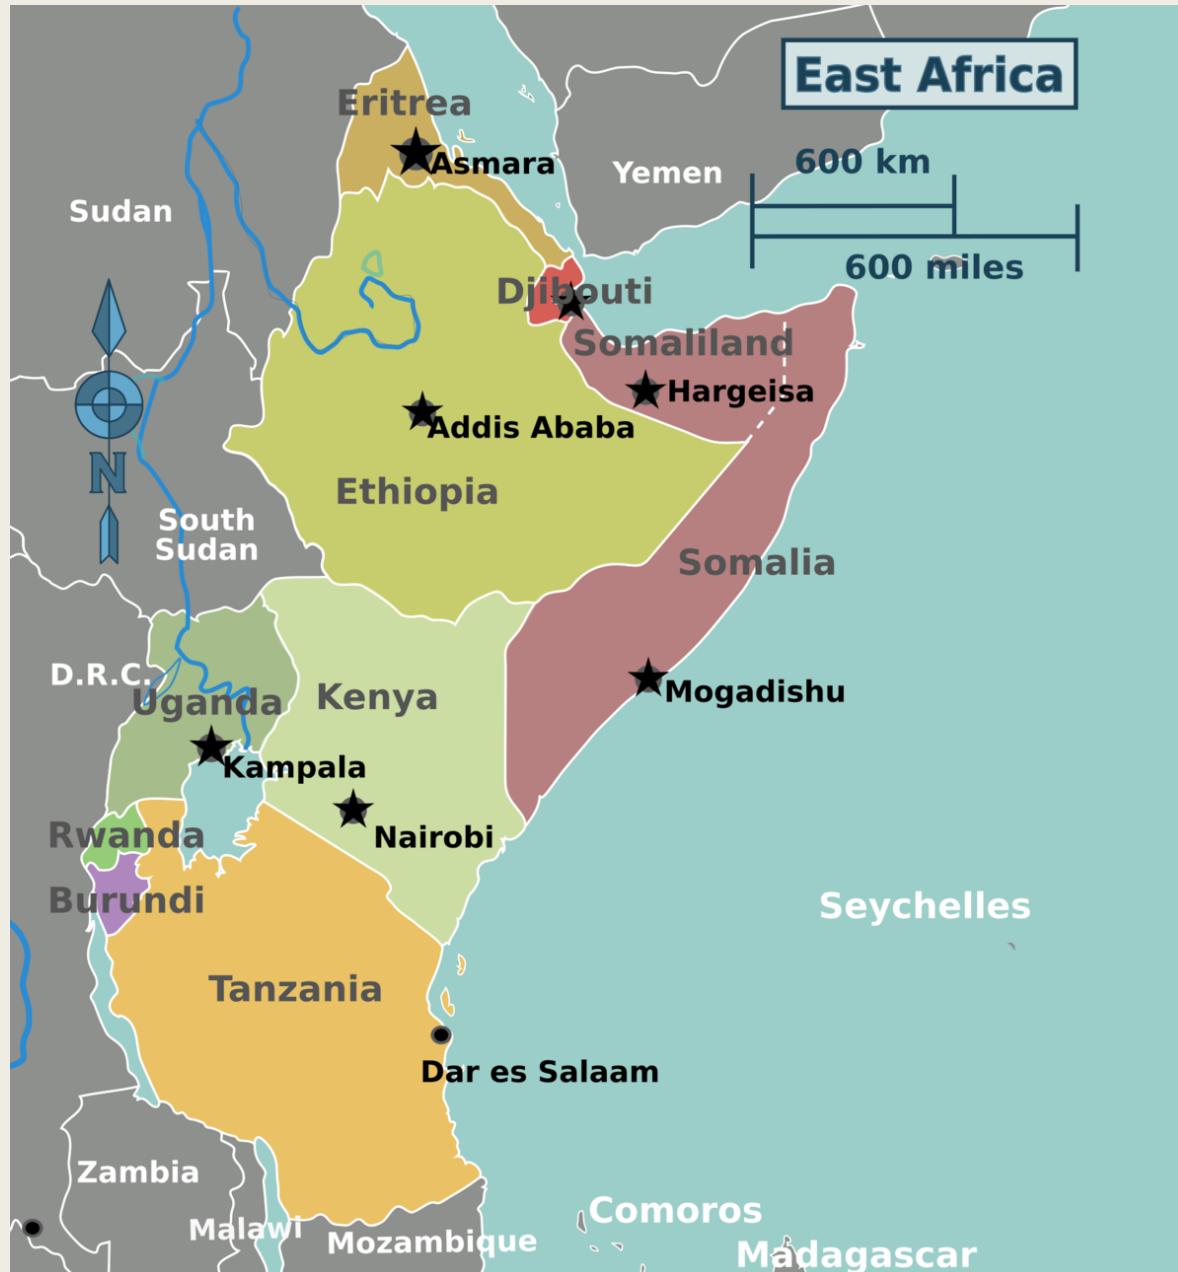 East Africa
Eritrea
Asmara
Yemen
600 km
Sudan
600 miles
Djibouti
Somaliland
Hargeisa
Addis Ababa
N
Ethiopia
South
Sudan
Somalia
D.R.C.
Uganda
Kenya
Mogadishu
Kampala
Rwanda
Nairobi
Burundi
Seychelles
Tanzania
Dar es Salaam
Zambia
Comoros
Malawi
Mozambique
Madagascar